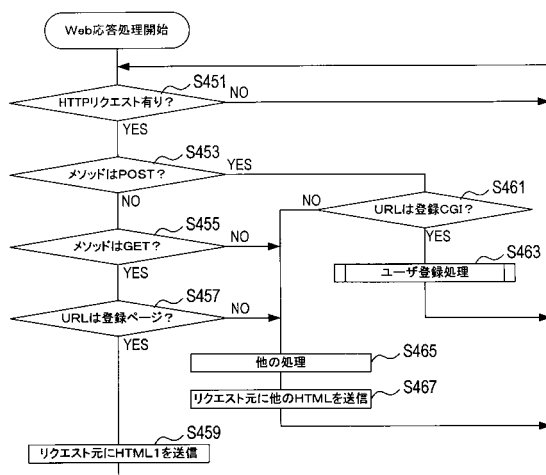 Web応答処理開始
S451
HTTPリクエスト有り?
NO
YES
S453
メソッドはPOST?
YES
NO
S461
URLは登録CGI?
NO
YES
S455
メソッドはGET?
NO
YES
S463
ユーザ登録処理
S457
URLは登録ページ?
NO
YES
S465
他の処理
S467
リクエスト元に他のHTMLを送信
S459
リクエスト元にHTML1を送信